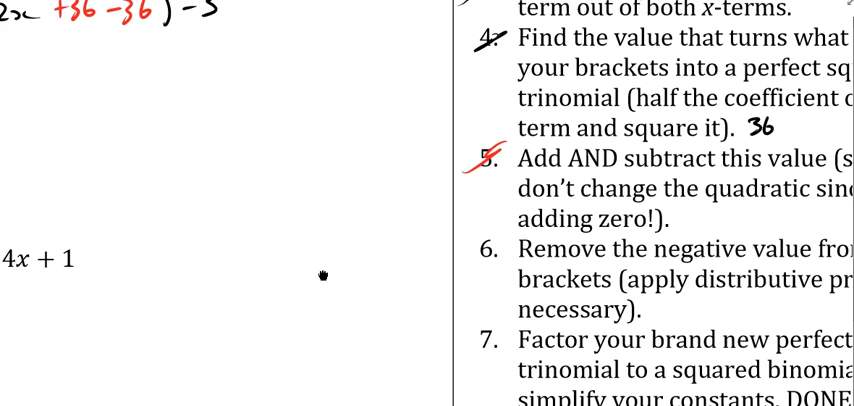 2x +36 -36 ) -3
term out of both x-terms.
4. Find the value that turns what
your brackets into a perfect sq
trinomial (half the coefficient o
term and square it). 36
5. Add AND subtract this value (s
don't change the quadratic sinc
adding zero!).
4x + 1
6. Remove the negative value fro
brackets (apply distributive pr
necessary).
7. Factor your brand new perfect
trinomial to a squared binomia
simplify your constants. DONE